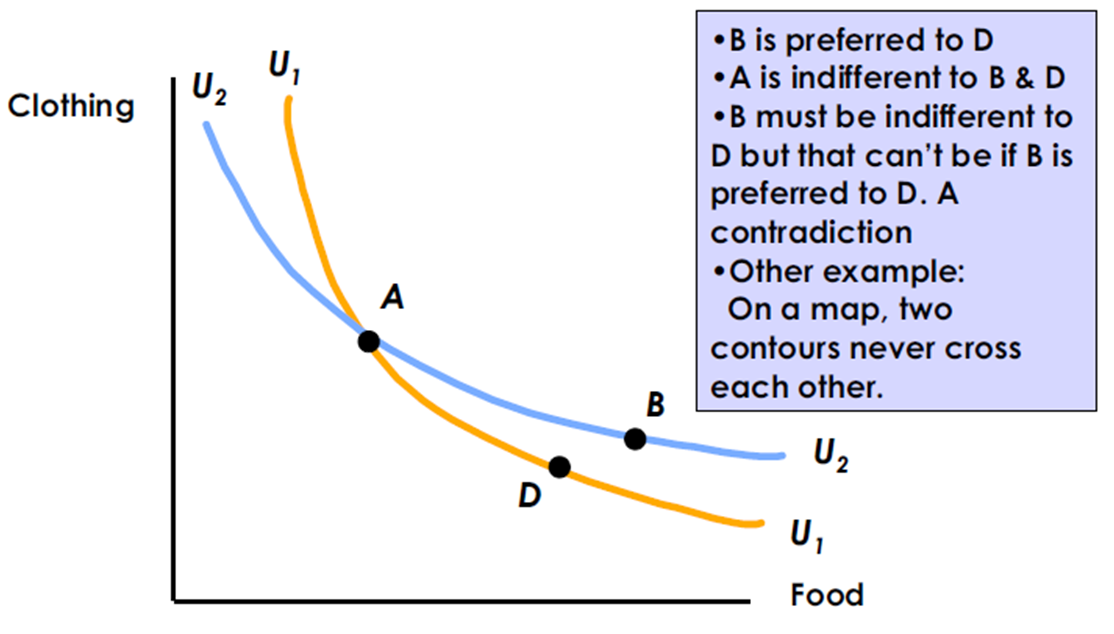 Clothing
U2
U1
A
B
D
U2
U1
Food
•B is preferred to D
•A is indifferent to B & D
•B must be indifferent to
D but that can’t be if B is
preferred to D. A
contradiction
•Other example:
On a map, two
contours never cross
each other.